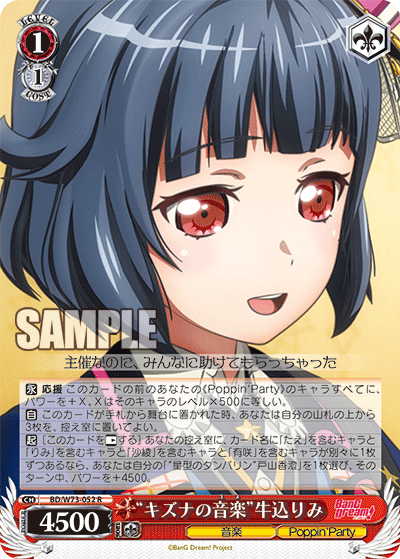 LEVEL
1
1
COST
SAMPLE
主催なのに、みんなに助けてもらっちゃった
永 応援 このカードの前のあなたの《Poppin'Party》のキャラすべてに、
パワーを+X。Xはそのキャラのレベル×500に等しい。
自 このカードが手札から舞台に置かれた時、あなたは自分の山札の上から
3枚を、控え室に置いてよい。
起［このカードを する］あなたの控え室に、カード名に「たえ」を含むキャラと
「りみ」を含むキャラと「沙綾」を含むキャラと「有咲」を含むキャラが別々に1枚
ずつあるなら、あなたは自分の“星型のタンバリン”戸山香澄を1枚選び、そのタ
ーン中、パワーを+4500。
CH BD/W73-052 R
4500
“キズナの音楽”牛込りみ
BanG Dream!
音楽
Poppin'Party
©BanG Dream! Project